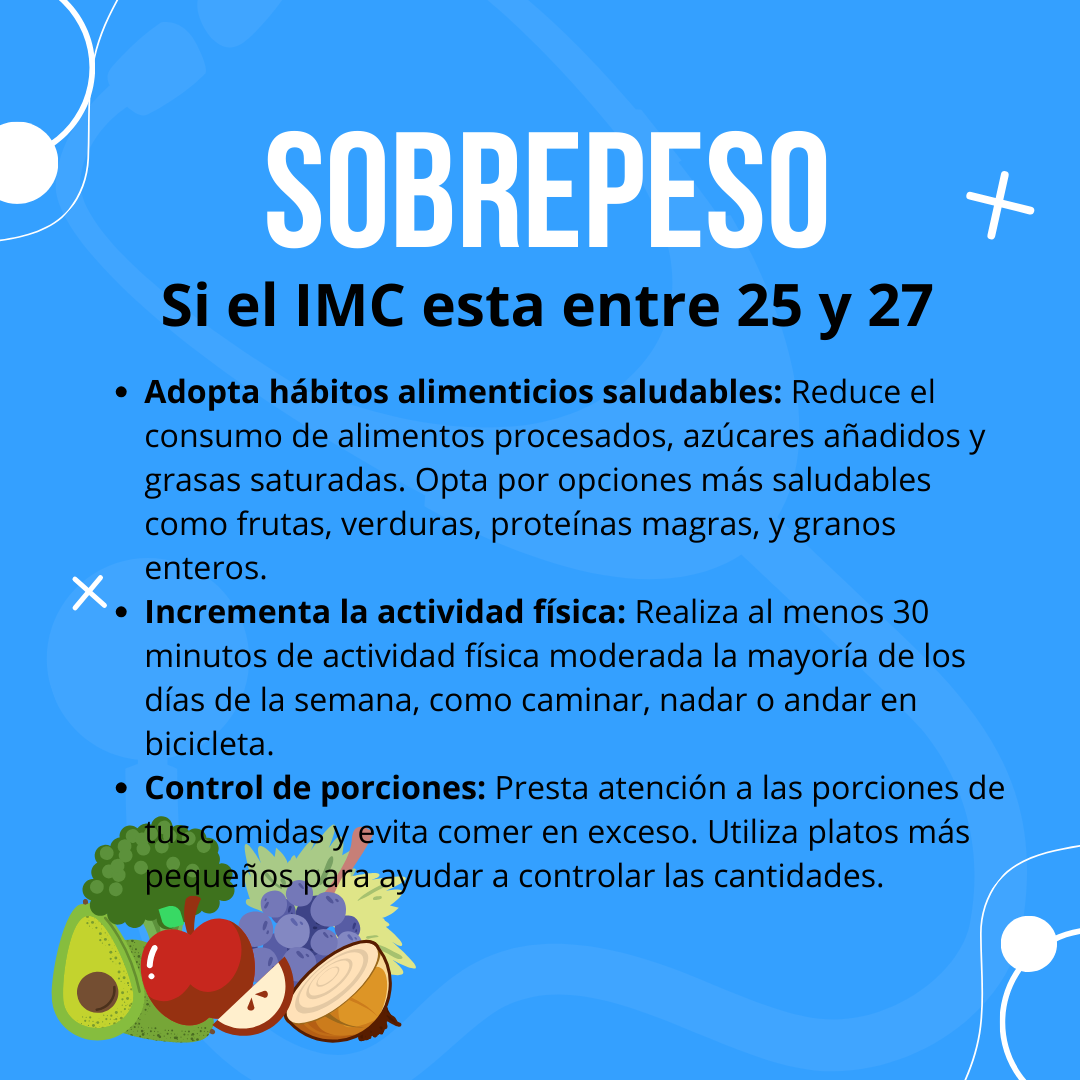 SOBREPESO
Si el IMC esta entre 25 y 27
• Adopta hábitos alimenticios saludables: Reduce el
consumo de alimentos procesados, azúcares añadidos y
grasas saturadas. Opta por opciones más saludables
como frutas, verduras, proteínas magras, y granos
enteros.
• Incrementa la actividad física: Realiza al menos 30
minutos de actividad física moderada la mayoría de los
días de la semana, como caminar, nadar o andar en
bicicleta.
• Control de porciones: Presta atención a las porciones de
tus comidas y evita comer en exceso. Utiliza platos más
pequeños para ayudar a controlar las cantidades.